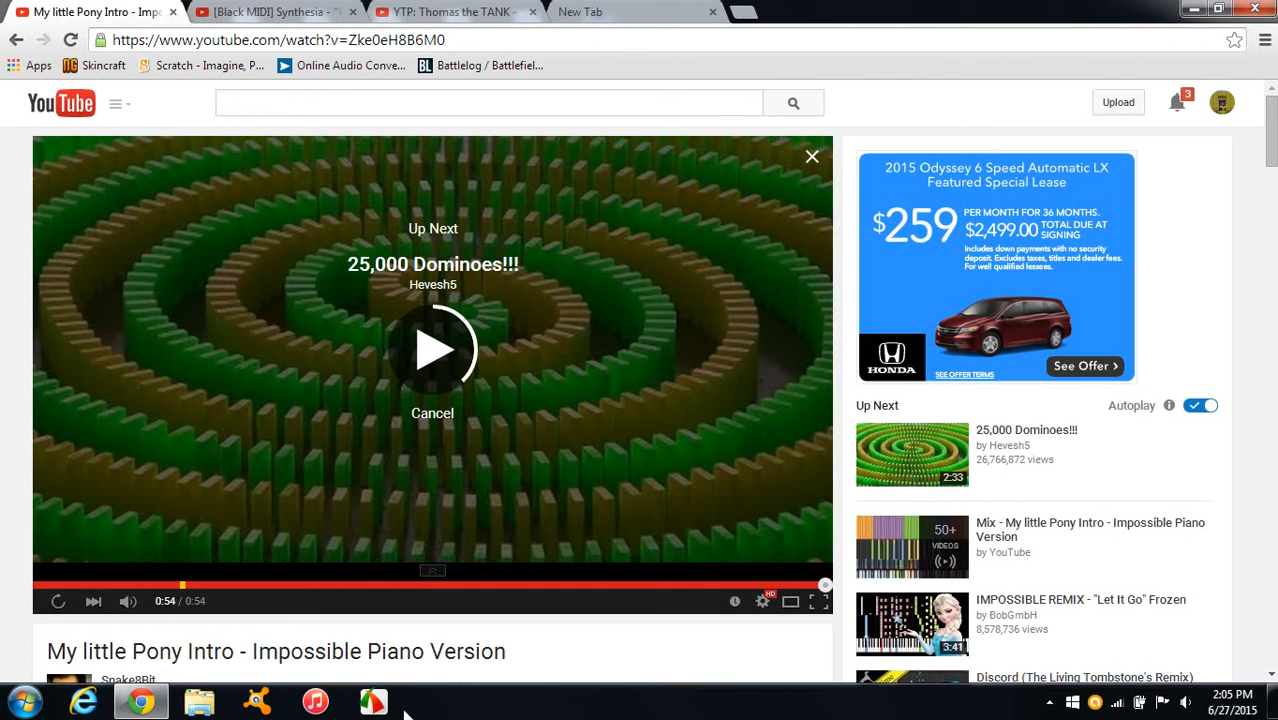 My little Pony Intro - Impo
[Black MIDI] Synthesia - "
YTP: Thomas the TANK -
New Tab
https://www.youtube.com/watch?v=Zke0eH8B6M0
Apps
NG Skincraft
Scratch - Imagine, P...
Online Audio Conve...
BL Battlelog / Battlefiel...
YouTube
Upload
3
Up Next
25,000 Dominoes!!!
Hevesh5
Cancel
0:54 / 0:54
HD
My little Pony Intro - Impossible Piano Version
Snake8Bit
2015 Odyssey 6 Speed Automatic LX
Featured Special Lease
$259
PER MONTH FOR 36 MONTHS.
$2,499.00 TOTAL DUE AT SIGNING
Includes down payments with no security
deposit. Excludes taxes, titles and dealer fees.
For well qualified lessees.
HONDA
SEE OFFER TERMS
See Offer
Up Next
Autoplay
25,000 Dominoes!!!
by Hevesh5
26,766,872 views
2:33
50+
VIDEOS
Mix - My little Pony Intro - Impossible Piano
Version
by YouTube
IMPOSSIBLE REMIX - "Let It Go" Frozen
by BobGmbH
8,578,736 views
3:41
Discord (The Living Tombstone's Remix)
2:05 PM
6/27/2015